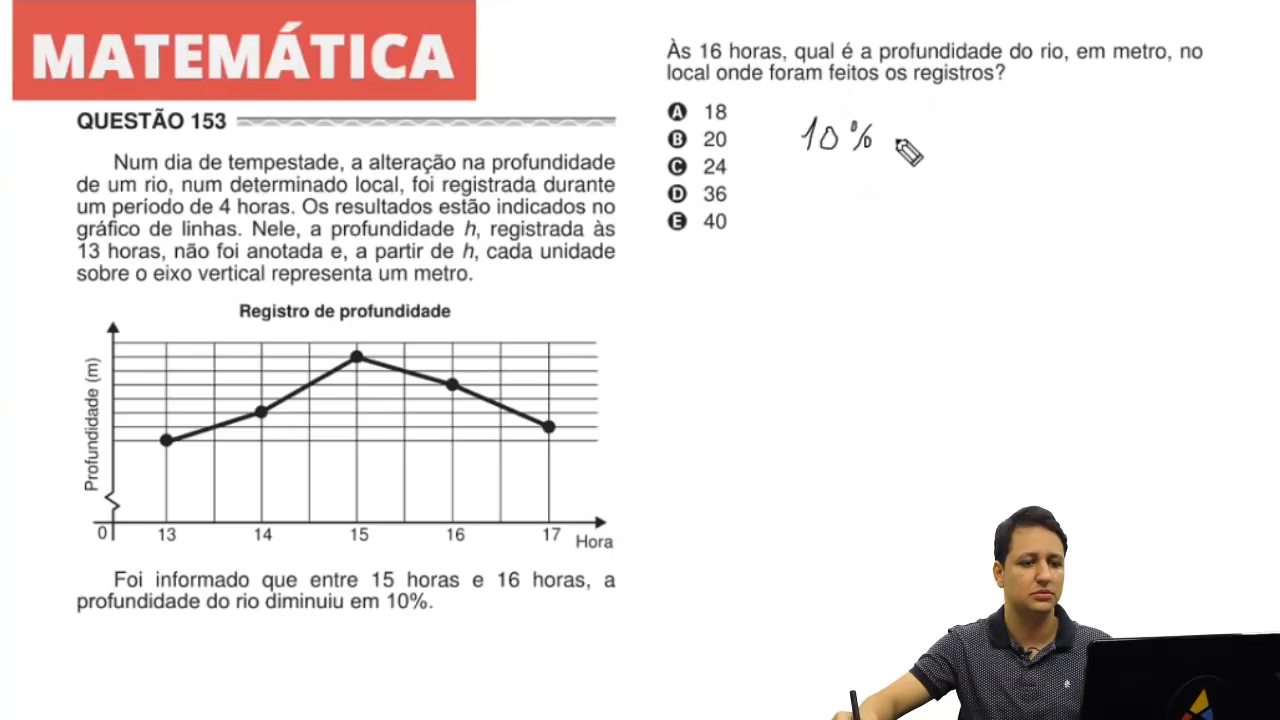 MATEMÁTICA
QUESTÃO 153
Num dia de tempestade, a alteração na profundidade
de um rio, num determinado local, foi registrada durante
um período de 4 horas. Os resultados estão indicados no
gráfico de linhas. Nele, a profundidade h, registrada às
13 horas, não foi anotada e, a partir de h, cada unidade
sobre o eixo vertical representa um metro.
Registro de profundidade
Profundidade (m)
0 13 14 15 16 17
Hora
Foi informado que entre 15 horas e 16 horas, a
profundidade do rio diminuiu em 10%.
Às 16 horas, qual é a profundidade do rio, em metro, no
local onde foram feitos os registros?
A 18
B 20
C 24
D 36
E 40
10%